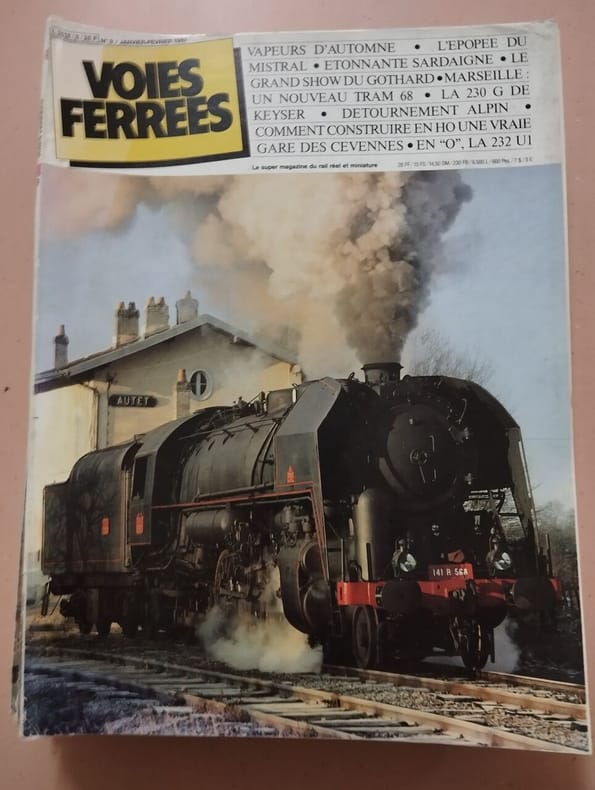 VOIES
FERREES
VAPEURS D'AUTOMNE • L'EPOPEE DU
MISTRAL • ETONNANTE SARDAIGNE • LE
GRAND SHOW DU GOTHARD • MARSEILLE :
UN NOUVEAU TRAM 68 • LA 230 G DE
KEYSER • DETOURNEMENT ALPIN •
COMMENT CONSTRUIRE EN HO UNE VRAIE
GARE DES CEVENNES • EN "O", LA 232 U1
Le super magazine du rail réel et miniature
AUTET
141 R 568